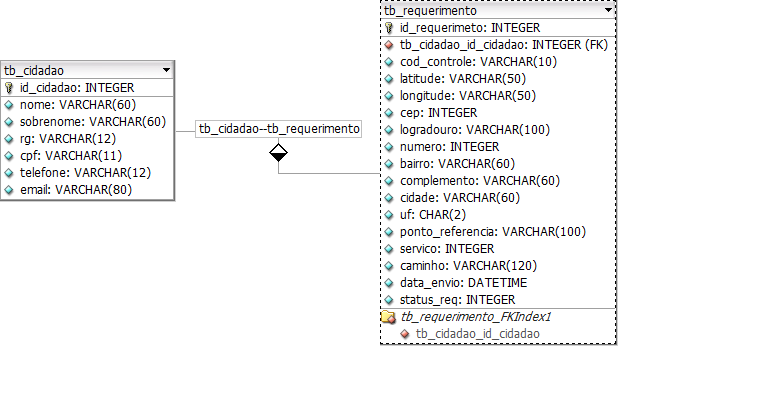 tb_cidadao
id_cidadao: INTEGER
nome: VARCHAR(60)
sobrenome: VARCHAR(60)
rg: VARCHAR(12)
cpf: VARCHAR(11)
telefone: VARCHAR(12)
email: VARCHAR(80)
tb_cidadao--tb_requerimento
tb_requerimento
id_requerimeto: INTEGER
tb_cidadao_id_cidadao: INTEGER (FK)
cod_controle: VARCHAR(10)
latitude: VARCHAR(50)
longitude: VARCHAR(50)
cep: INTEGER
logradouro: VARCHAR(100)
numero: INTEGER
bairro: VARCHAR(60)
complemento: VARCHAR(60)
cidade: VARCHAR(60)
uf: CHAR(2)
ponto_referencia: VARCHAR(100)
servico: INTEGER
caminho: VARCHAR(120)
data_envio: DATETIME
status_req: INTEGER
tb_requerimento_FKIndex1
tb_cidadao_id_cidadao